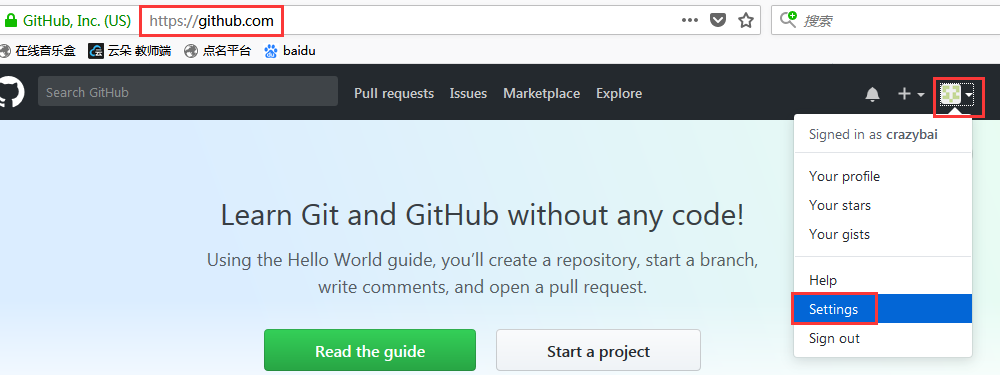 GitHub, Inc. (US) https://github.com 搜索
在线音乐盒 云朵 教师端 点名平台 baidu
Search GitHub Pull requests Issues Marketplace Explore
Signed in as crazybai
Your profile
Your stars
Your gists
Help
Settings
Sign out
Learn Git and GitHub without any code!
Using the Hello World guide, you’ll create a repository, start a branch,
write comments, and open a pull request.
Read the guide Start a project